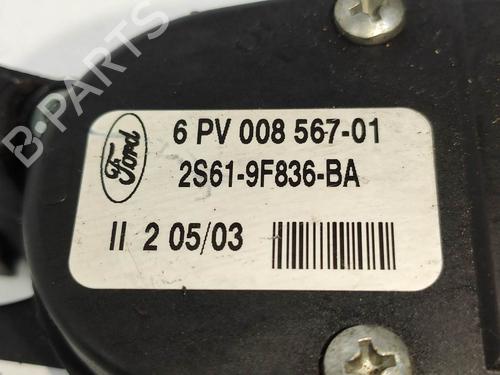 B-PARTS
Ford
6 PV 008 567-01
2S61-9F836-BA
II 2 05/03